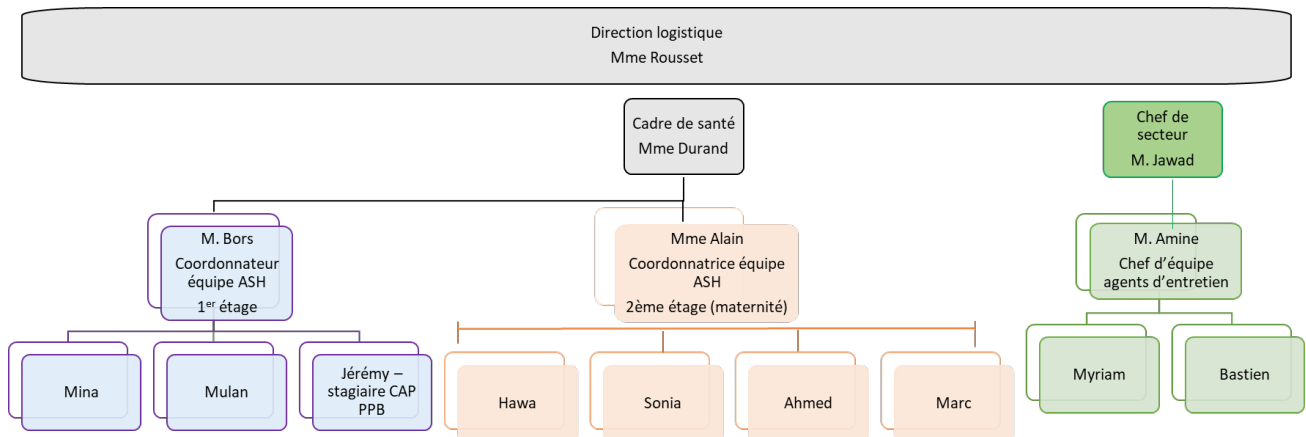 Direction logistique
Mme Rousset
Cadre de santé
Mme Durand
Chef de
secteur
M. Jawad
M. Bors
Coordonnateur
équipe ASH
1er étage
Mme Alain
Coordonnatrice équipe
ASH
2ème étage (maternité)
M. Amine
Chef d’équipe
agents d’entretien
Mina
Mulan
Jérémy –
stagiaire CAP
PPB
Hawa
Sonia
Ahmed
Marc
Myriam
Bastien